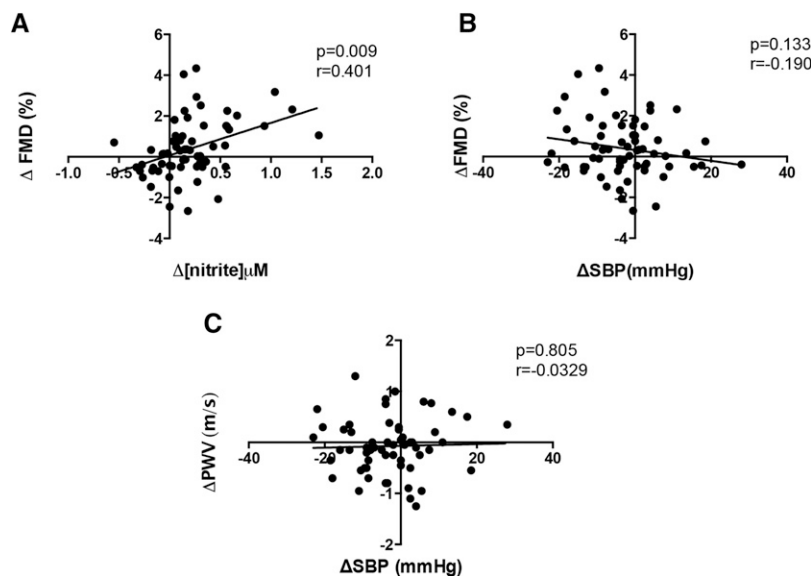 A
6
p=0.009
r=0.401
4
2
Δ FMD (%)
-1.0
-0.5
0.5
1.0
1.5
2.0
-2
-4
Δ[nitrite]μM
B
6
p=0.133
r=-0.190
4
2
ΔFMD (%)
-40
-20
20
40
-2
-4
ΔSBP(mmHg)
C
2
p=0.805
r=-0.0329
1
ΔPWV (m/s)
-40
-20
20
40
-1
-2
ΔSBP (mmHg)